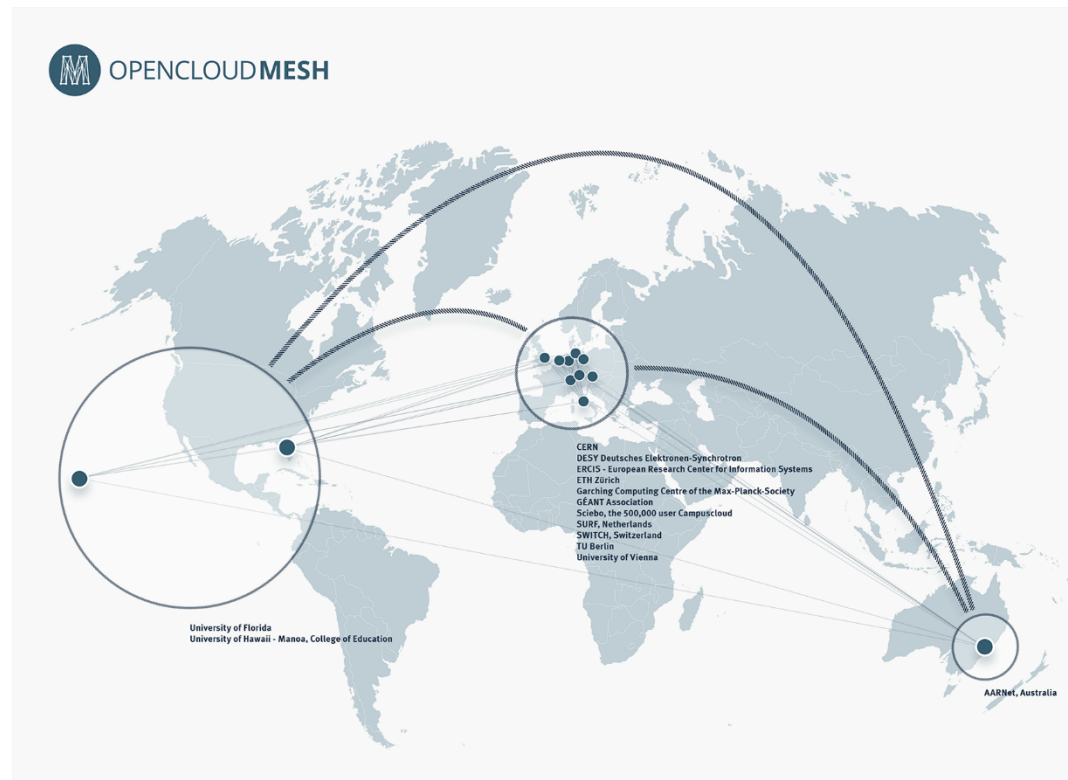 OPENCLOUDMESH
CERN
DESY Deutsches Elektronen-Synchrotron
ERCIS - European Research Center for Information Systems
ETH Zürich
Garching Computing Centre of the Max-Planck-Society
GÉANT Association
Sciebo, the 500,000 user Campuscloud
SURF, Netherlands
SWITCH, Switzerland
TU Berlin
University of Vienna
University of Florida
University of Hawaii - Manoa, College of Education
AARNet, Australia